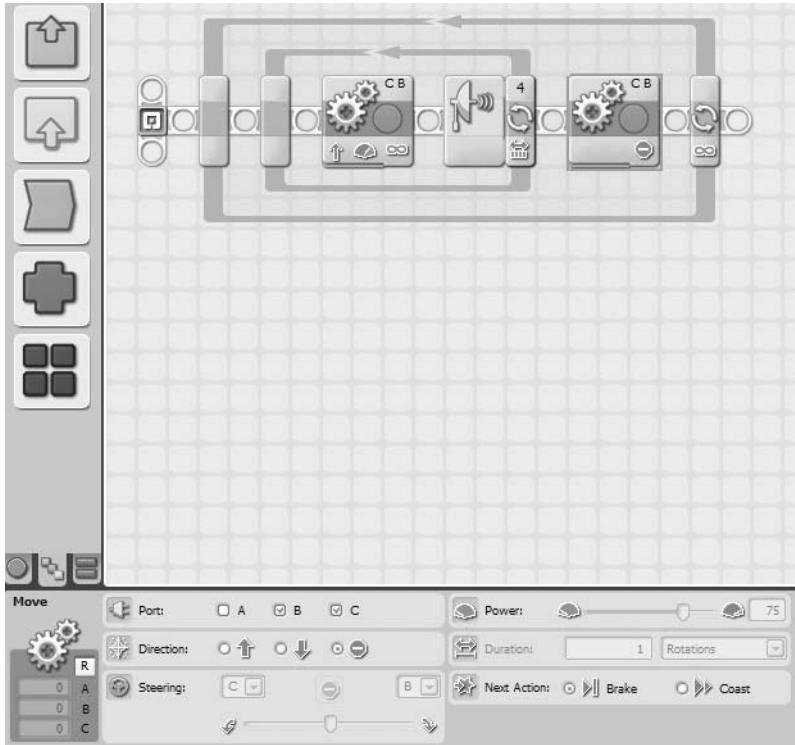 C B
4
C B
Move
R
0 A
0 B
0 C
Port: A B C
Direction:
Steering: C B
Power: 75
Duration: 1 Rotations
Next Action: Brake Coast